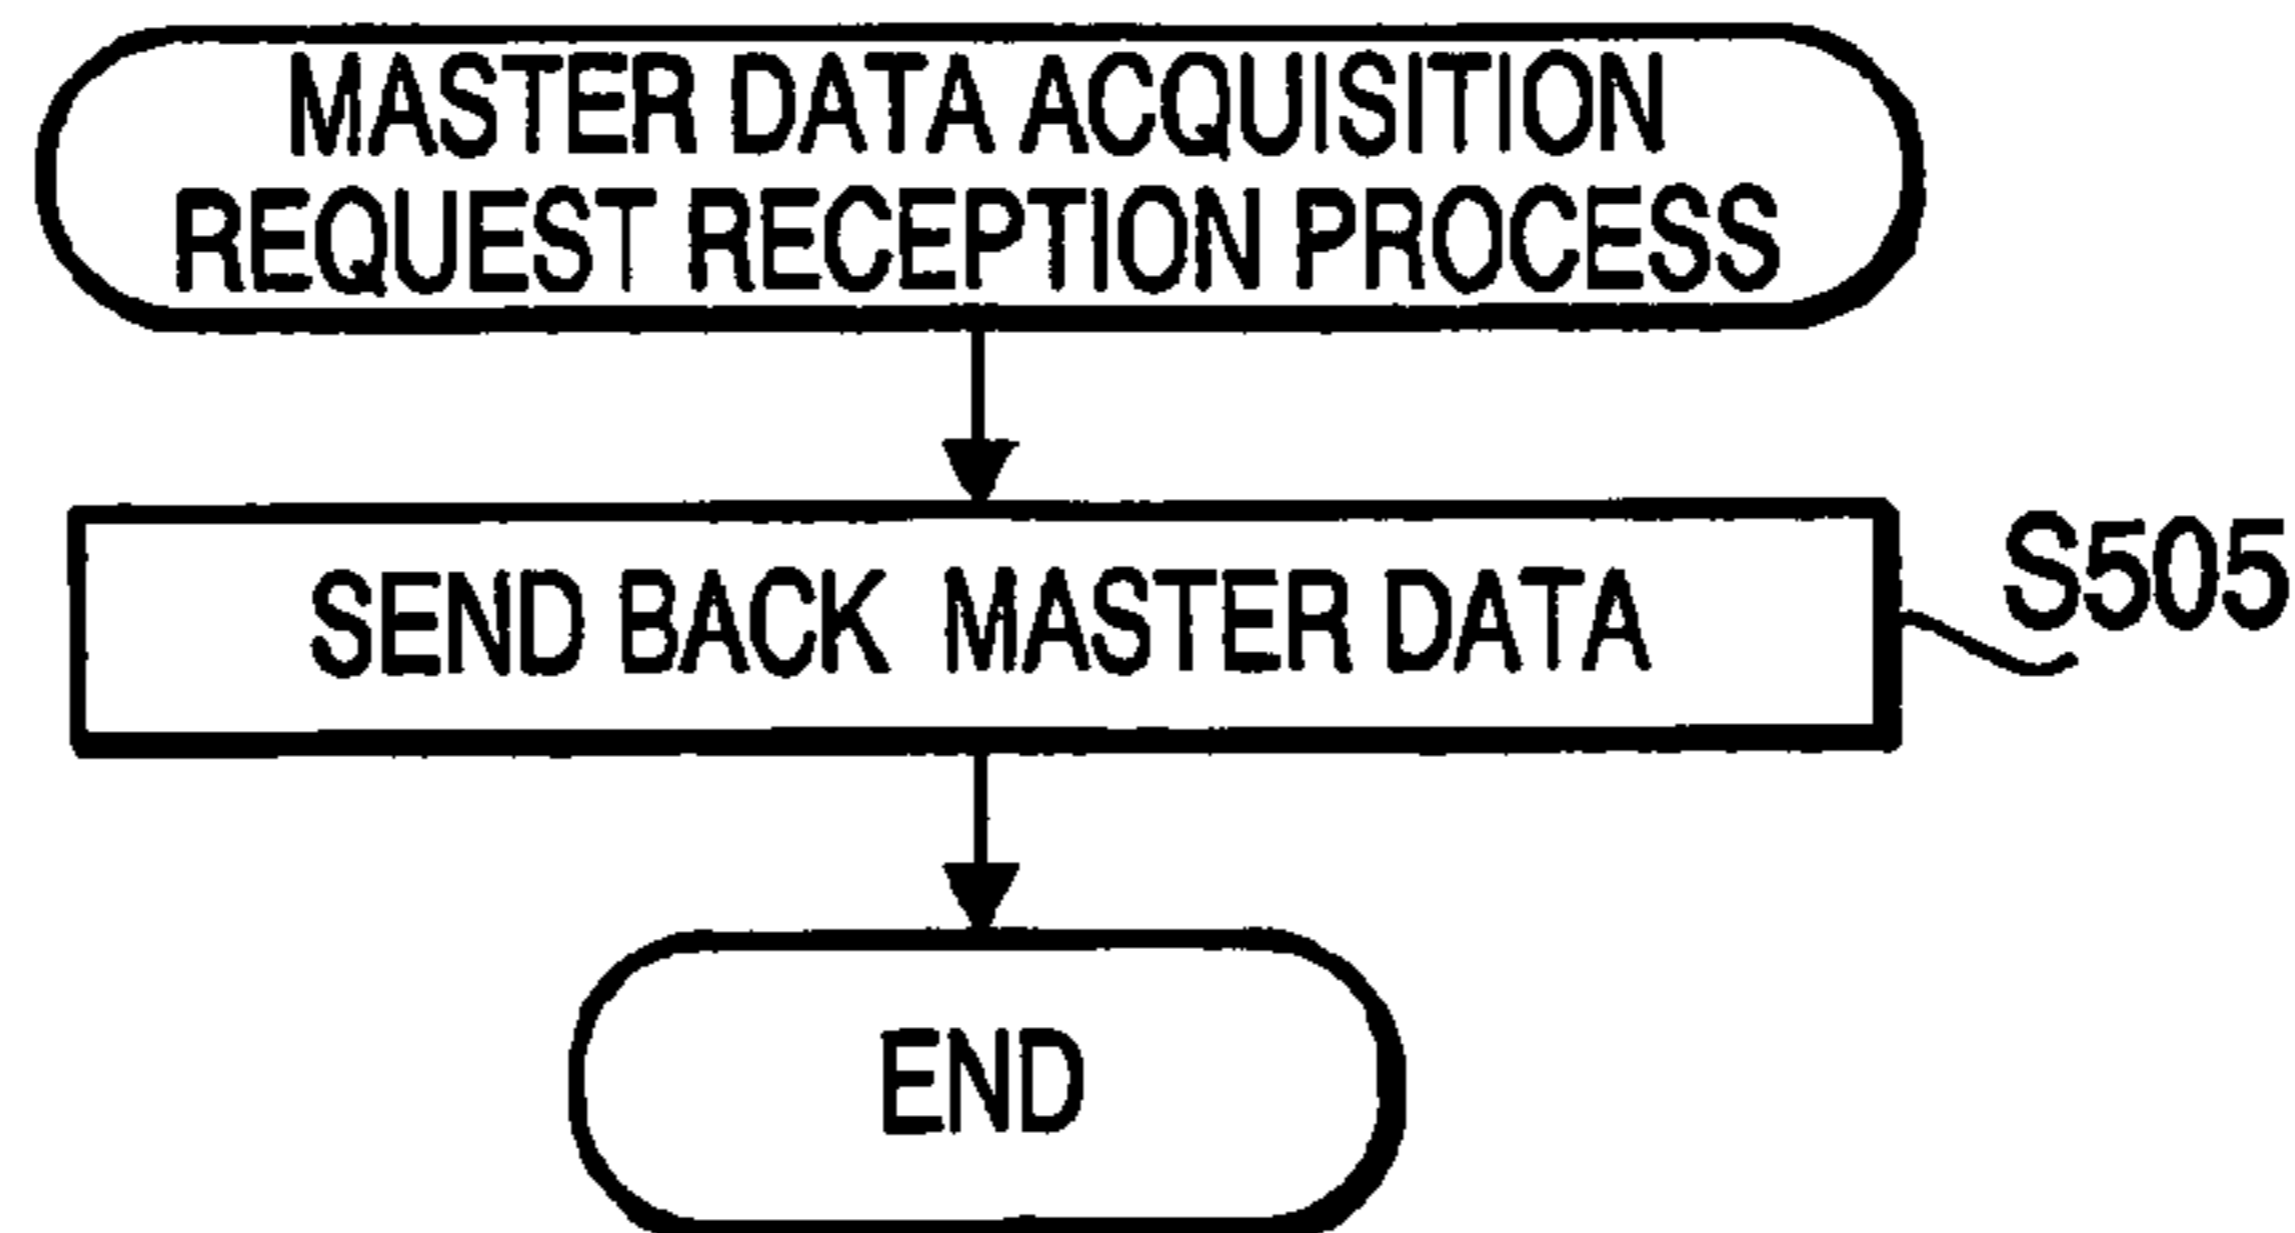 MASTER DATA ACQUISITION
REQUEST RECEPTION PROCESS
SEND BACK MASTER DATA
S505
END